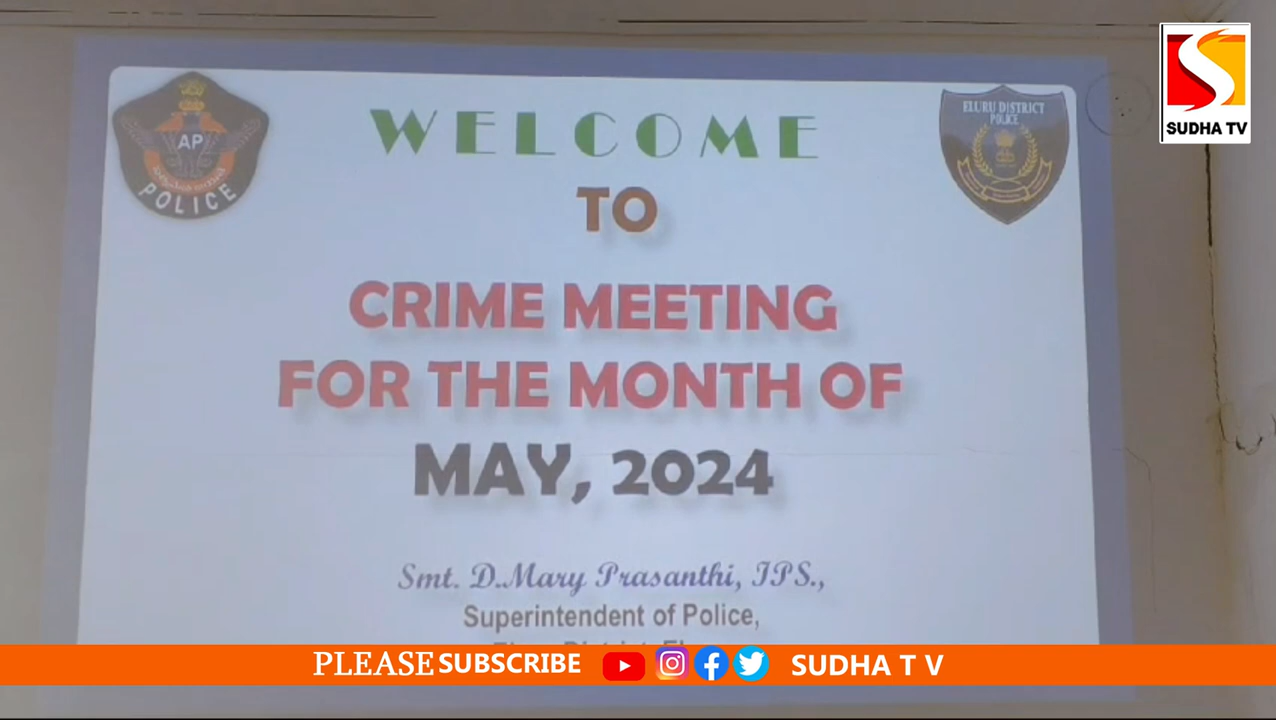 WELCOME
TO
CRIME MEETING
FOR THE MONTH OF
MAY, 2024
Smt. D.Mary Prasanthi, IPS.,
Superintendent of Police,
AP
POLICE
ELURU DISTRICT
POLICE
SUDHA TV
PLEASE SUBSCRIBE
SUDHA T V